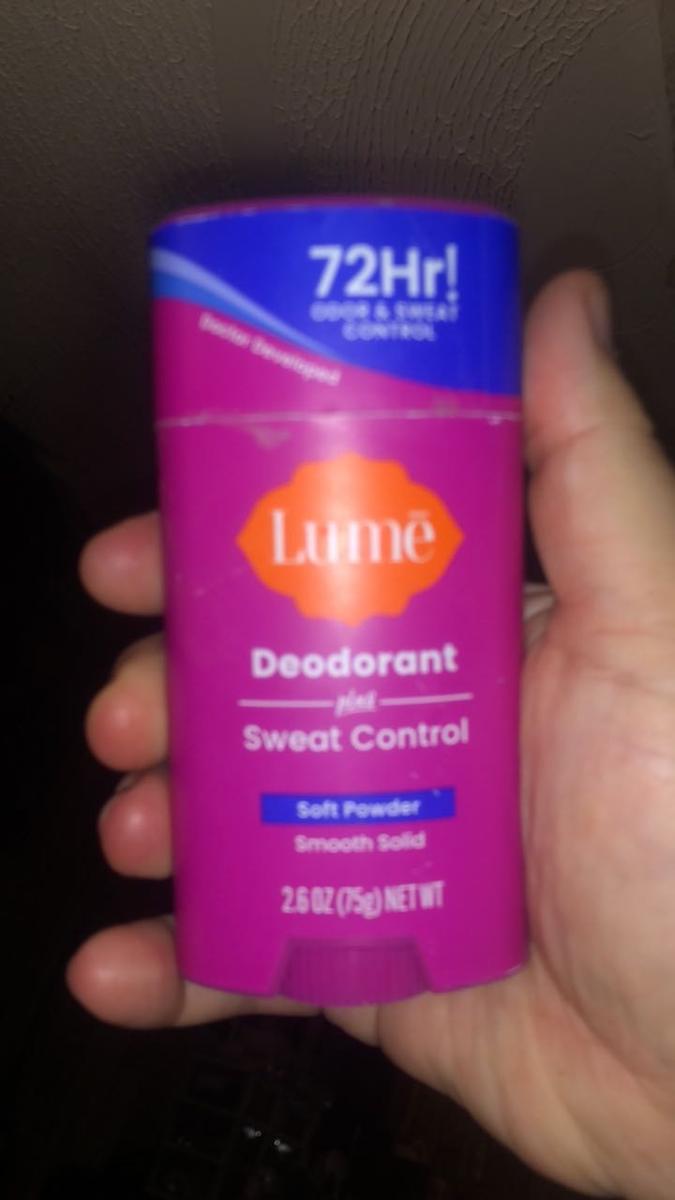 72Hr!
ODOR & SWEAT
CONTROL
Doctor Developed
Lumē
Deodorant
plus
Sweat Control
Soft Powder
Smooth Solid
2.6 OZ (75g) NET WT